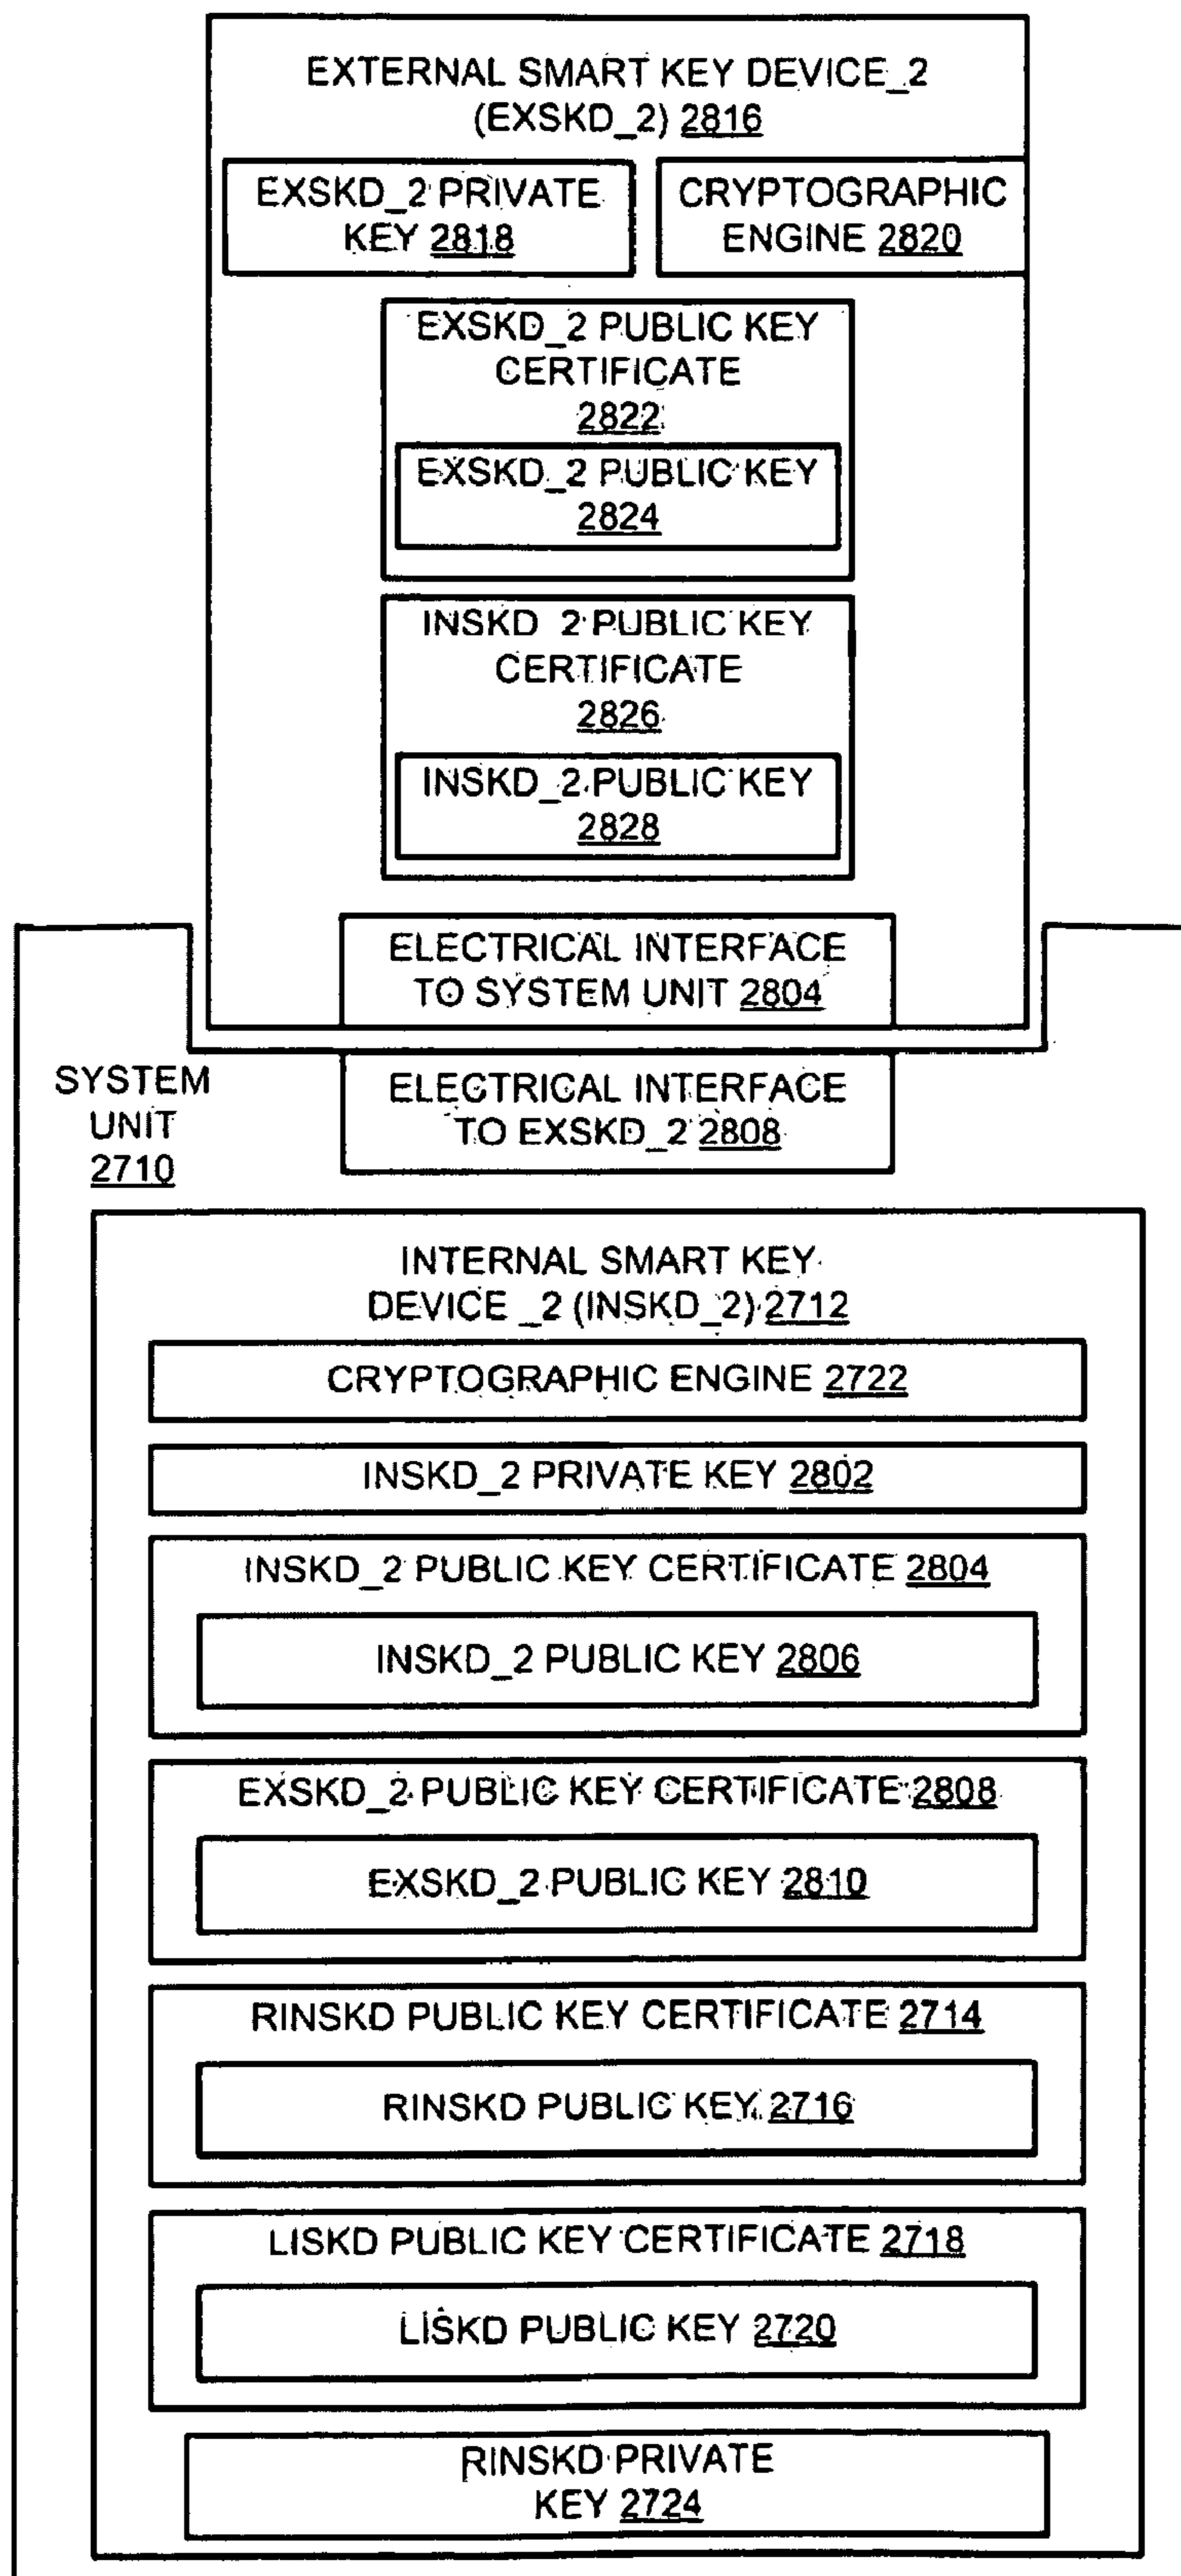 EXTERNAL SMART KEY DEVICE_2
(EXSKD_2) 2816
EXSKD_2 PRIVATE
KEY 2818
CRYPTOGRAPHIC
ENGINE 2820
EXSKD_2 PUBLIC KEY
CERTIFICATE
2822
EXSKD_2 PUBLIC KEY
2824
INSKD_2 PUBLIC KEY
CERTIFICATE
2826
INSKD_2 PUBLIC KEY
2828
ELECTRICAL INTERFACE
TO SYSTEM UNIT 2804
SYSTEM
UNIT
2710
ELECTRICAL INTERFACE
TO EXSKD_2 2808
INTERNAL SMART KEY
DEVICE _2 (INSKD_2) 2712
CRYPTOGRAPHIC ENGINE 2722
INSKD_2 PRIVATE KEY 2802
INSKD_2 PUBLIC KEY CERTIFICATE 2804
INSKD_2 PUBLIC KEY 2806
EXSKD_2 PUBLIC KEY CERTIFICATE 2808
EXSKD_2 PUBLIC KEY 2810
RINSKD PUBLIC KEY CERTIFICATE 2714
RINSKD PUBLIC KEY 2716
LISKD PUBLIC KEY CERTIFICATE 2718
LISKD PUBLIC KEY 2720
RINSKD PRIVATE
KEY 2724